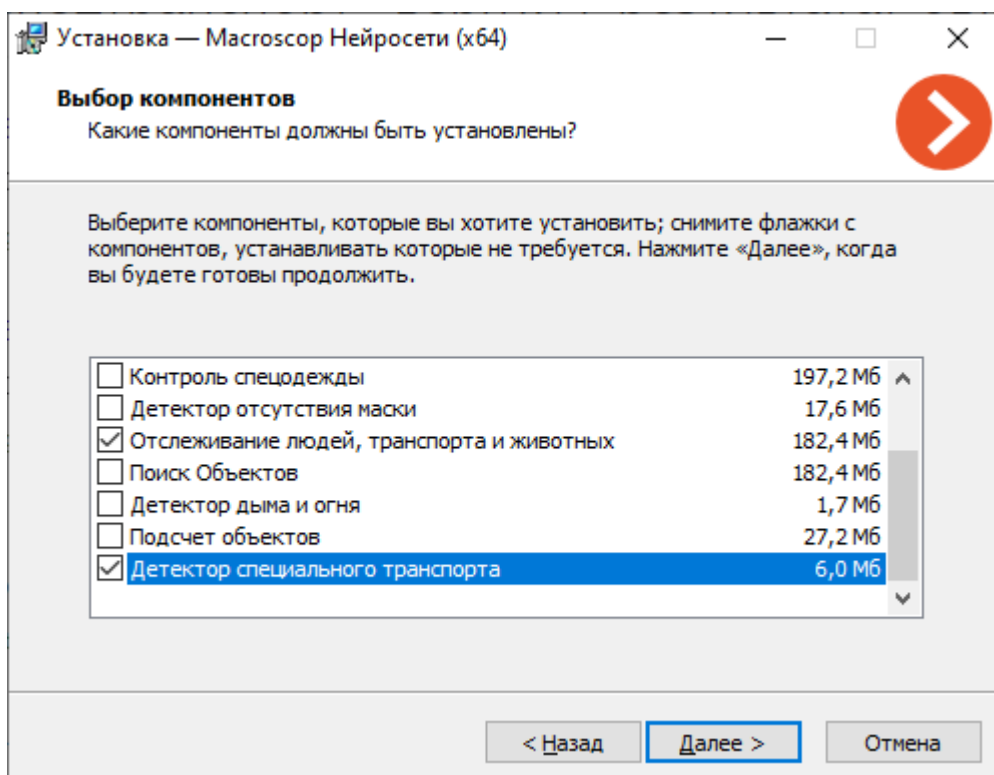 Установка — Macroscop Нейросети (x64)
Выбор компонентов
Какие компоненты должны быть установлены?
Выберите компоненты, которые вы хотите установить; снимите флажки с
компонентов, устанавливать которые не требуется. Нажмите «Далее», когда
вы будете готовы продолжить.
Контроль спецодежды 197,2 Мб
Детектор отсутствия маски 17,6 Мб
Отслеживание людей, транспорта и животных 182,4 Мб
Поиск Объектов 182,4 Мб
Детектор дыма и огня 1,7 Мб
Подсчет объектов 27,2 Мб
Детектор специального транспорта 6,0 Мб
< Назад Далее > Отмена